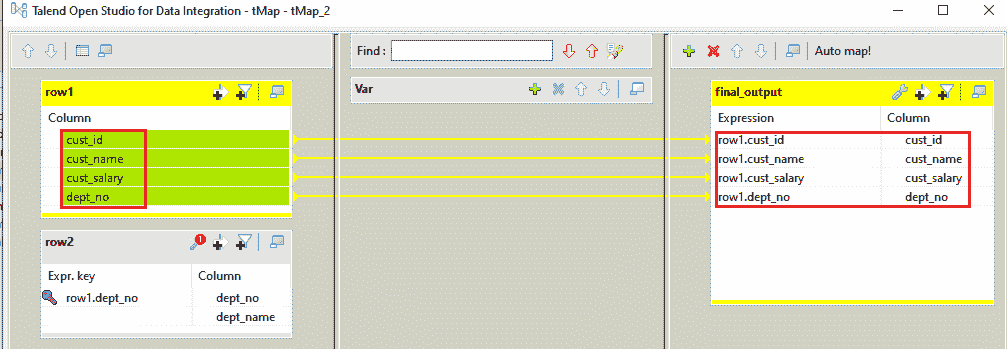 Talend Open Studio for Data Integration - tMap - tMap_2
Find :
Auto map!
row1
Column
cust_id
cust_name
cust_salary
dept_no
Var
final_output
Expression Column
row1.cust_id cust_id
row1.cust_name cust_name
row1.cust_salary cust_salary
row1.dept_no dept_no
row2
Expr. key Column
row1.dept_no dept_no
dept_name